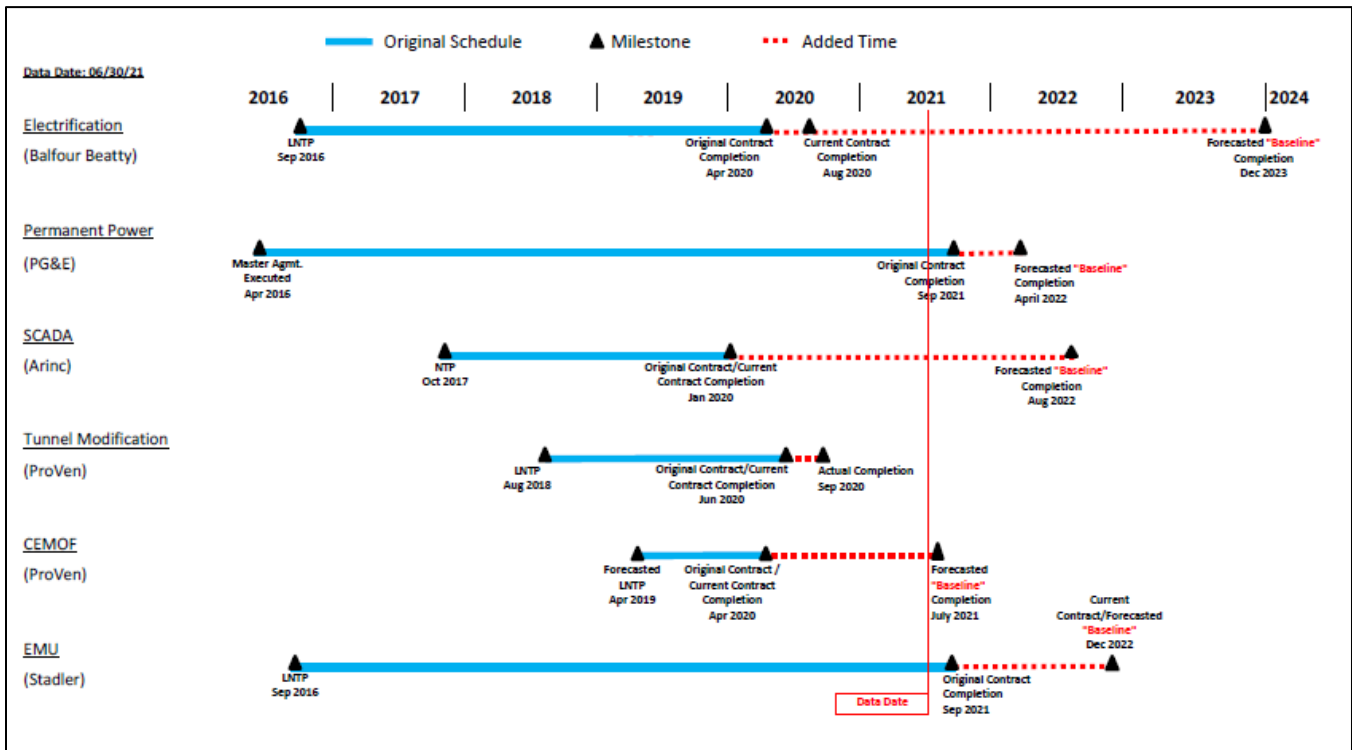 Original Schedule Milestone Added Time
Data Date: 06/30/21
2016 2017 2018 2019 2020 2021 2022 2023 2024
Electrification
(Balfour Beatty)
LNTP
Sep 2016
Original Contract
Completion
Apr 2020
Current Contract
Completion
Aug 2020
Forecasted "Baseline"
Completion
Dec 2023
Permanent Power
(PG&E)
Master Agmt.
Executed
Apr 2016
Original Contract
Completion
Sep 2021
Forecasted "Baseline"
Completion
April 2022
SCADA
(Arinc)
NTP
Oct 2017
Original Contract/Current
Contract Completion
Jan 2020
Forecasted "Baseline"
Completion
Aug 2022
Tunnel Modification
(ProVen)
LNTP
Aug 2018
Original Contract/Current
Contract Completion
Jun 2020
Actual Completion
Sep 2020
CEMOF
(ProVen)
Forecasted
LNTP
Apr 2019
Original Contract /
Current Contract
Completion
Apr 2020
Forecasted
"Baseline"
Completion
July 2021
Current
Contract/Forecasted
"Baseline"
Dec 2022
EMU
(Stadler)
LNTP
Sep 2016
Original Contract
Completion
Sep 2021
Data Date